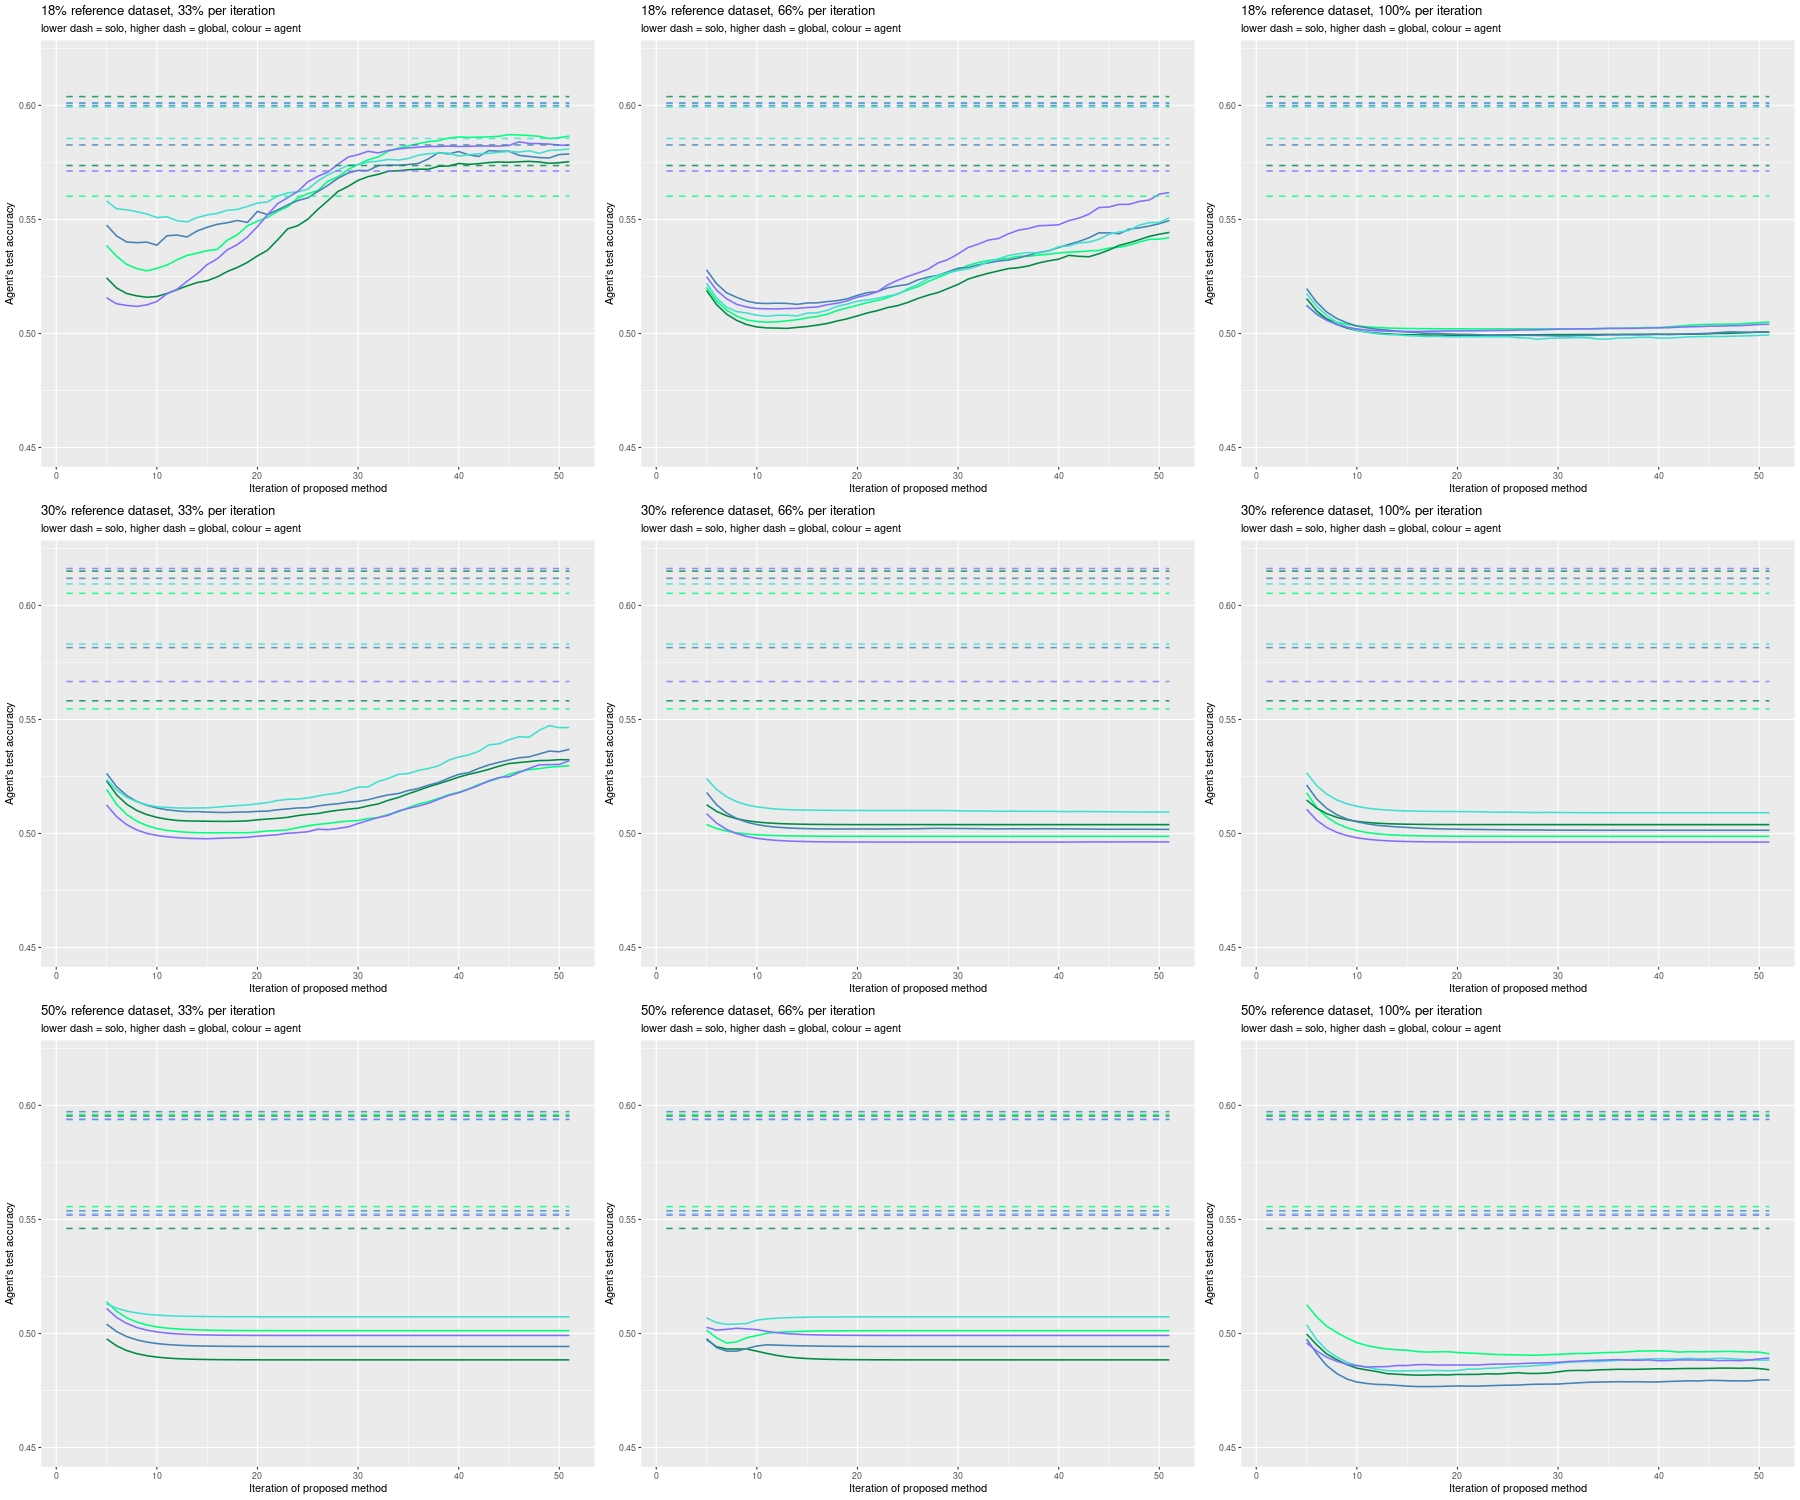 18% reference dataset, 33% per iteration
lower dash = solo, higher dash = global, colour = agent
Agent's test accuracy
0.60
0.55
0.50
0.45
0 10 20 30 40 50
Iteration of proposed method
18% reference dataset, 66% per iteration
lower dash = solo, higher dash = global, colour = agent
Agent's test accuracy
0.60
0.55
0.50
0.45
0 10 20 30 40 50
Iteration of proposed method
18% reference dataset, 100% per iteration
lower dash = solo, higher dash = global, colour = agent
Agent's test accuracy
0.60
0.55
0.50
0.45
0 10 20 30 40 50
Iteration of proposed method
30% reference dataset, 33% per iteration
lower dash = solo, higher dash = global, colour = agent
Agent's test accuracy
0.60
0.55
0.50
0.45
0 10 20 30 40 50
Iteration of proposed method
30% reference dataset, 66% per iteration
lower dash = solo, higher dash = global, colour = agent
Agent's test accuracy
0.60
0.55
0.50
0.45
0 10 20 30 40 50
Iteration of proposed method
30% reference dataset, 100% per iteration
lower dash = solo, higher dash = global, colour = agent
Agent's test accuracy
0.60
0.55
0.50
0.45
0 10 20 30 40 50
Iteration of proposed method
50% reference dataset, 33% per iteration
lower dash = solo, higher dash = global, colour = agent
Agent's test accuracy
0.60
0.55
0.50
0.45
0 10 20 30 40 50
Iteration of proposed method
50% reference dataset, 66% per iteration
lower dash = solo, higher dash = global, colour = agent
Agent's test accuracy
0.60
0.55
0.50
0.45
0 10 20 30 40 50
Iteration of proposed method
50% reference dataset, 100% per iteration
lower dash = solo, higher dash = global, colour = agent
Agent's test accuracy
0.60
0.55
0.50
0.45
0 10 20 30 40 50
Iteration of proposed method